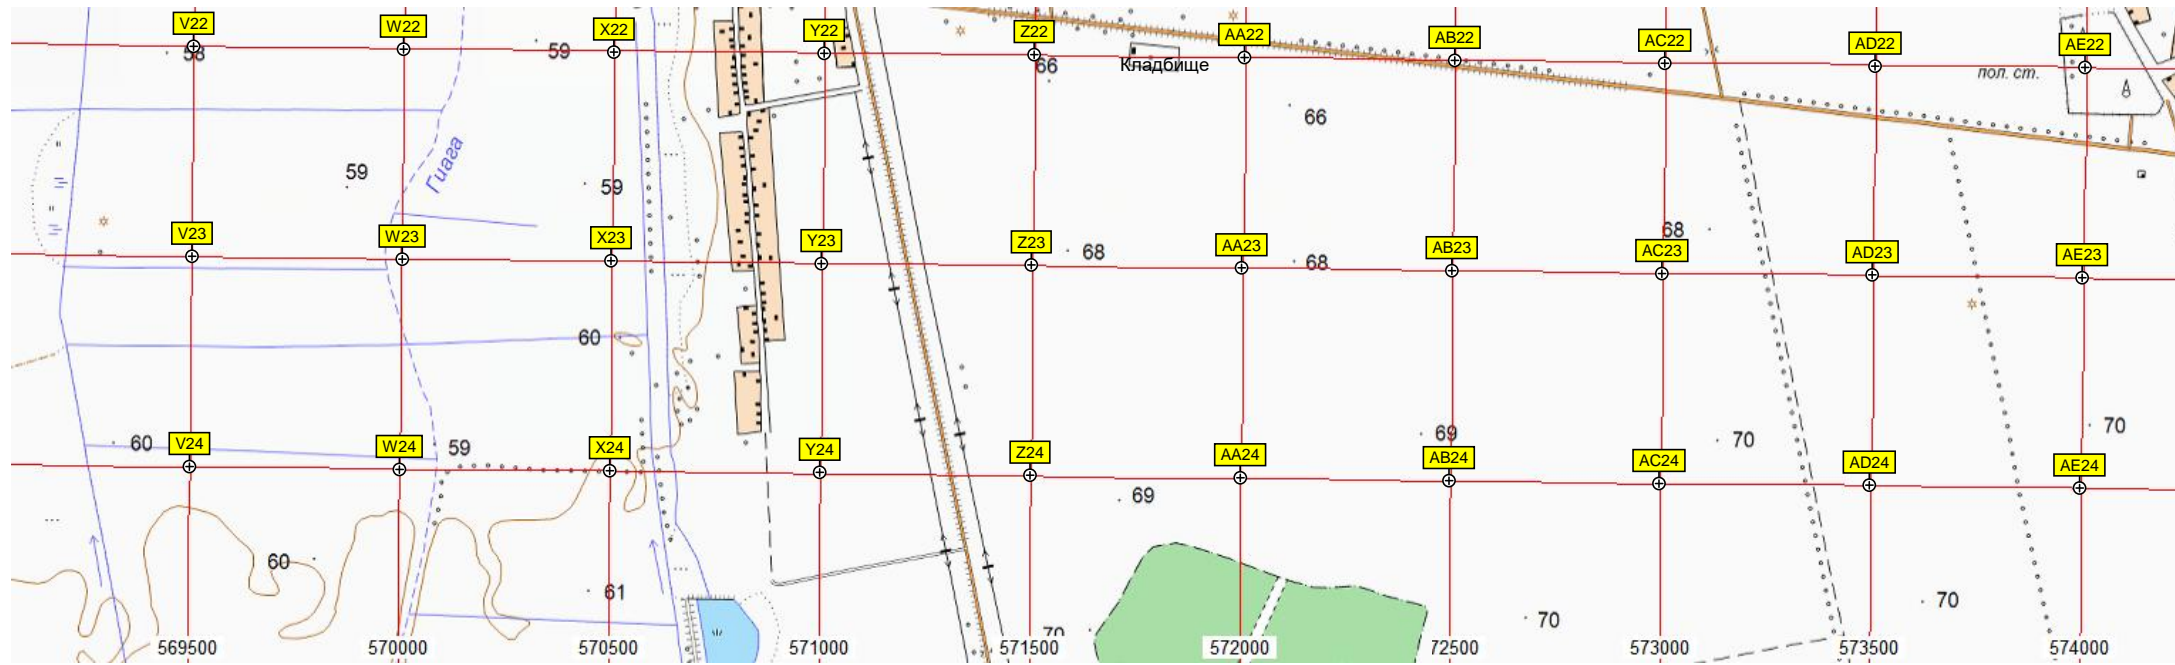 V22 W22 X22 Y22 Z22 AA22 AB22 AC22 AD22 AE22
58 59 66 Кладбище пол. ст.
66
59 Гиага 59
68
V23 W23 X23 Y23 Z23 AA23 AB23 AC23 AD23 AE23
68 68
60
60 59 69 70 70
V24 W24 X24 Y24 Z24 AA24 AB24 AC24 AD24 AE24
69
60
61 70 70
70
569500 570000 570500 571000 571500 572000 72500 573000 573500 574000